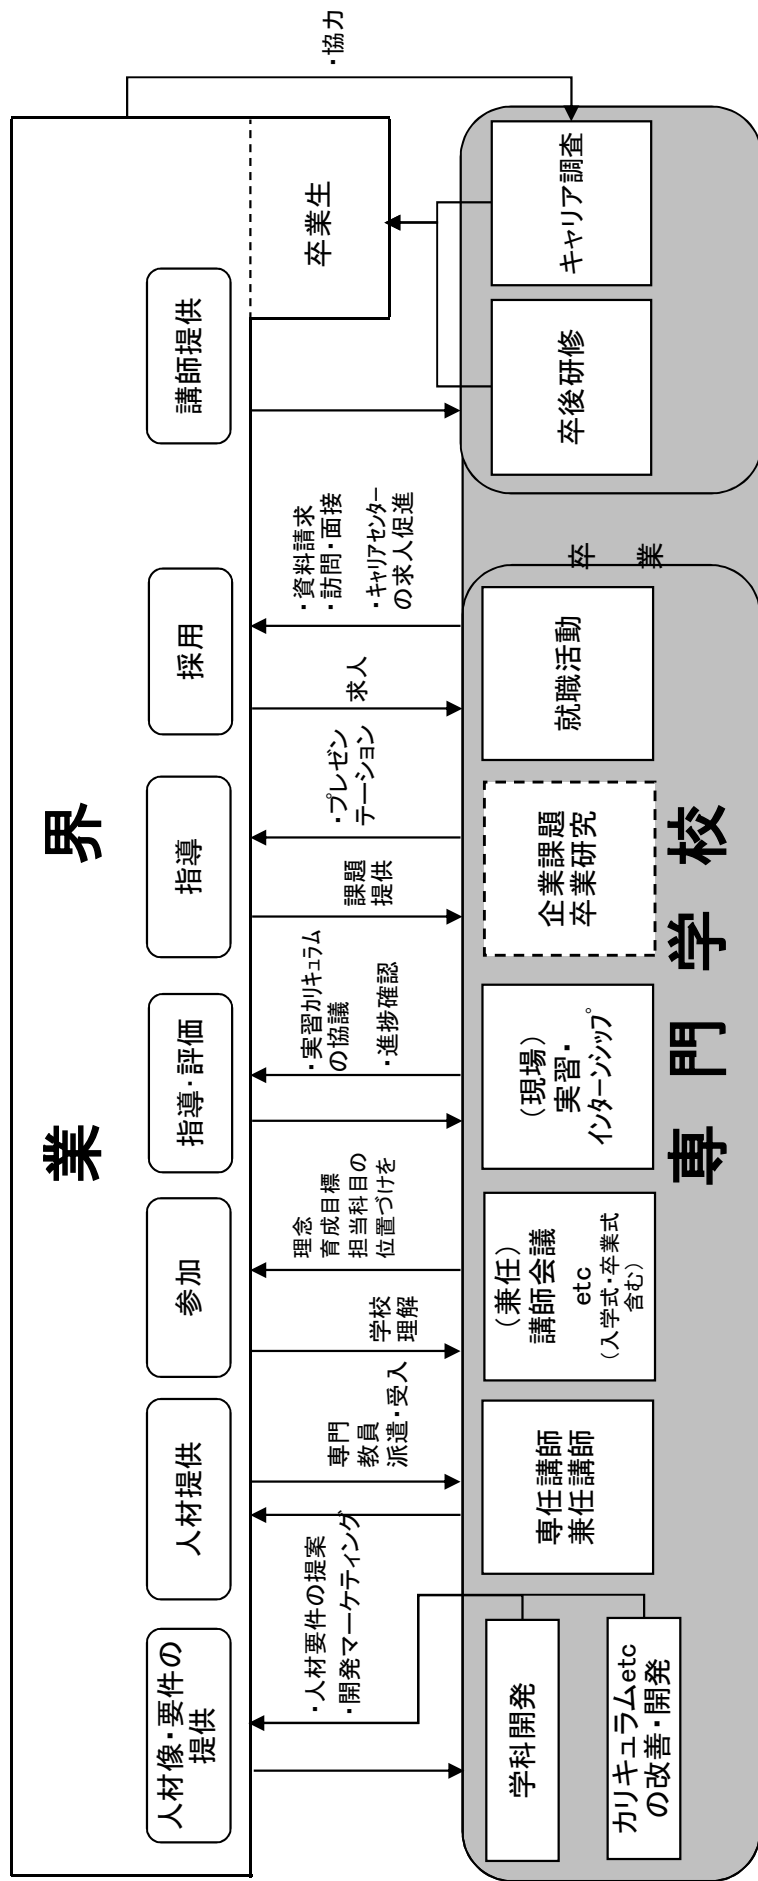 業　界
人材像・要件の
提供
人材提供
参加
指導・評価
指導
採用
講師提供
・人材要件の提案
・開発マーケティング
専門
教員
派遣・受入
学校
理解
理念
育成目標
担当科目の
位置づけを
・実習カリキュラム
の協議
・進捗確認
課題
提供
・プレゼン
テーション
求人
・資料請求
・訪問・面接
・キャリアセンター
の求人促進
卒業生
・協力
学科開発
カリキュラムetc
の改善・開発
専任講師
兼任講師
（兼任）
講師会議
etc
（入学式・卒業式
含む）
（現場）
実習・
インターンシップ
企業課題
卒業研究
就職活動
卒
業
卒後研修
キャリア調査
専　門　学　校